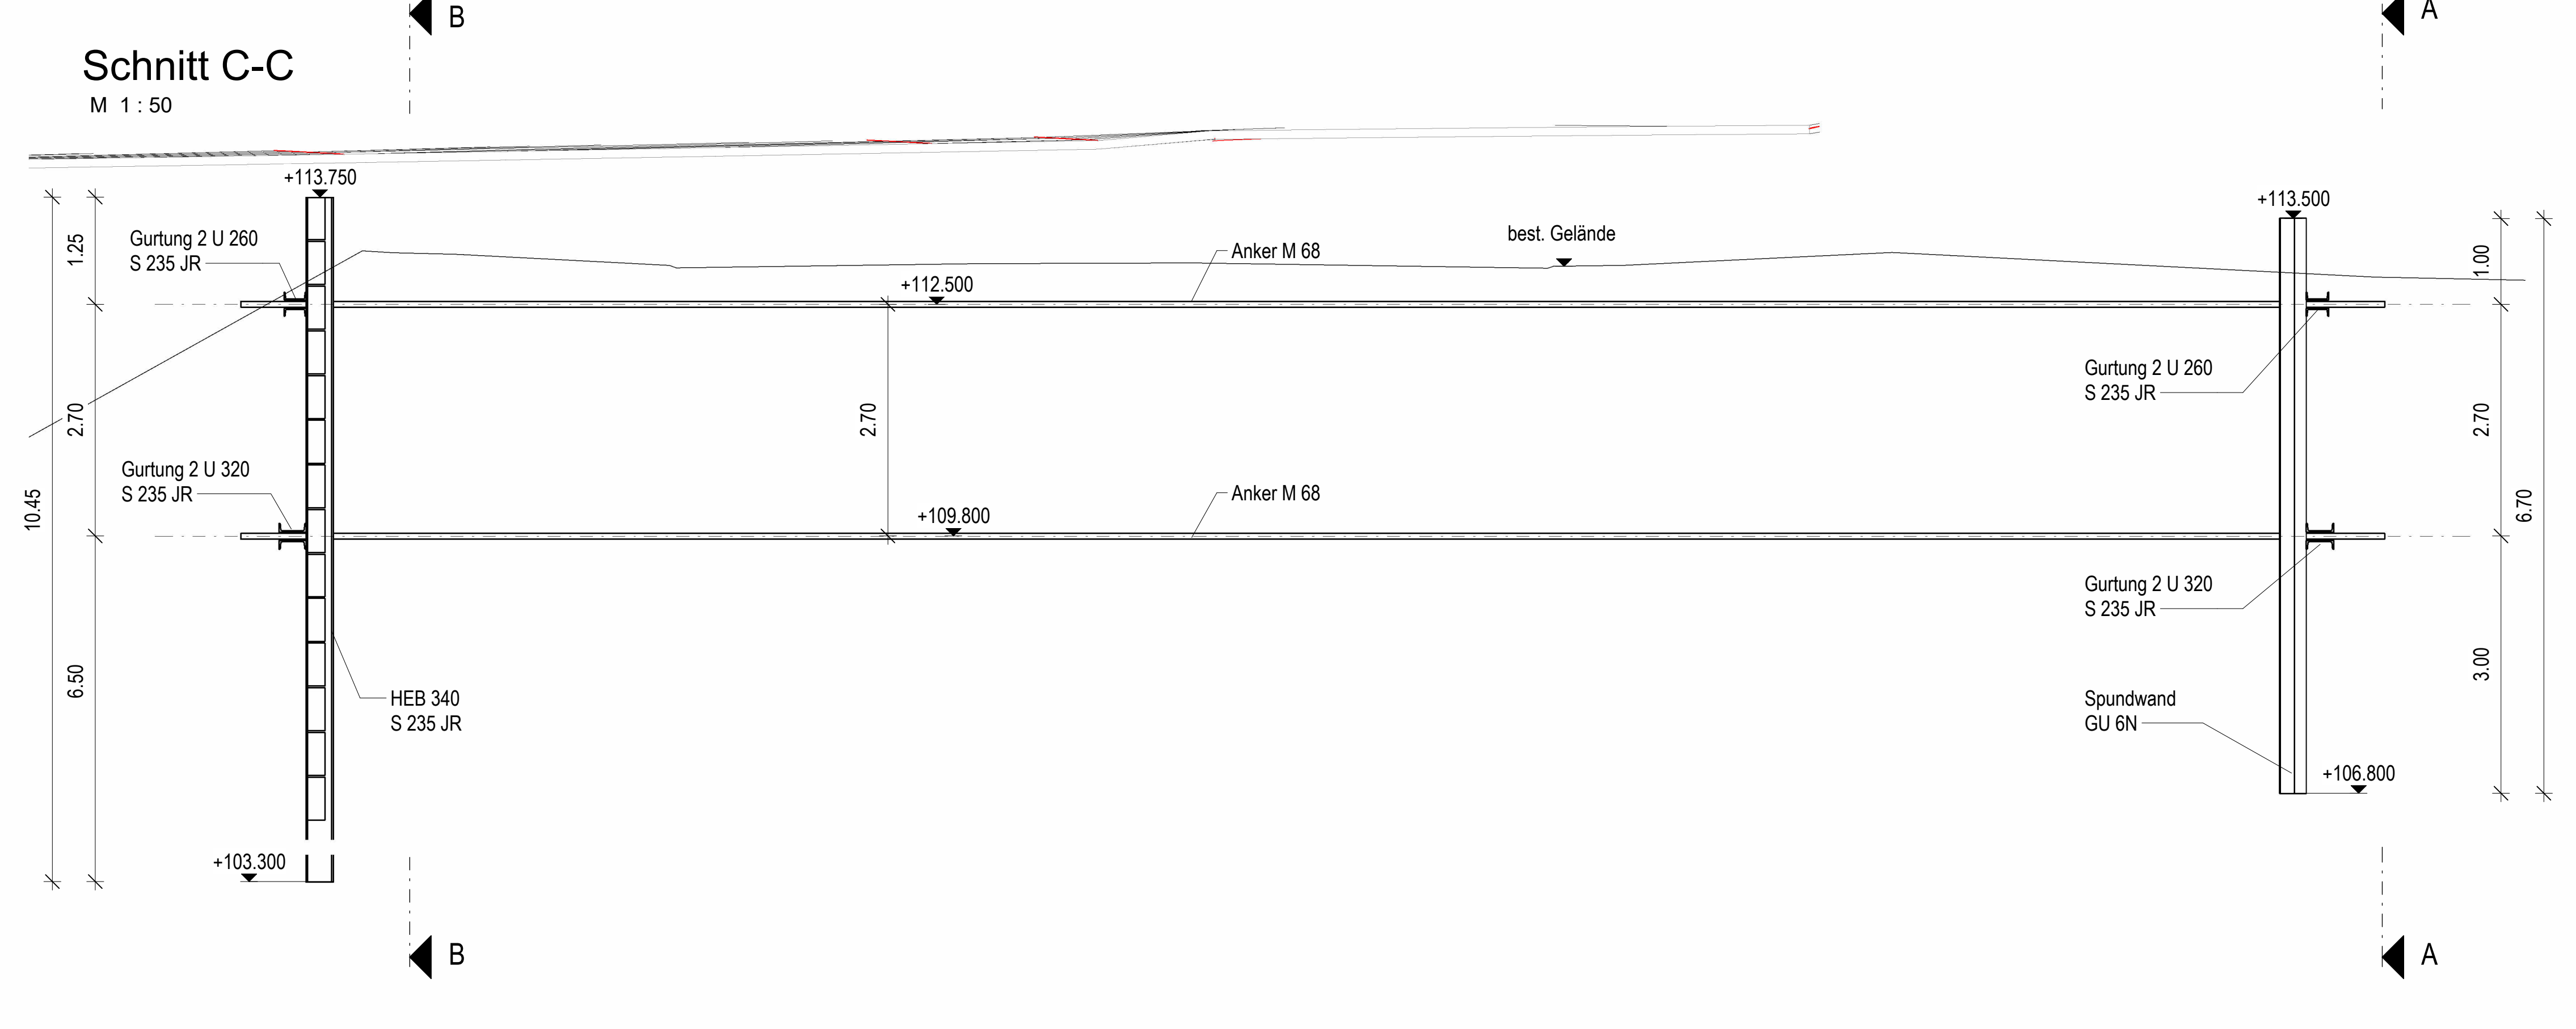 B
A
Schnitt C-C
M 1 : 50
+113.750
+113.500
1.25
Gurtung 2 U 260
S 235 JR
Anker M 68
best. Gelände
1.00
+112.500
Gurtung 2 U 260
S 235 JR
2.70
2.70
2.70
Gurtung 2 U 320
S 235 JR
Anker M 68
10.45
+109.800
6.70
Gurtung 2 U 320
S 235 JR
6.50
3.00
HEB 340
S 235 JR
Spundwand
GU 6N
+106.800
+103.300
B
A